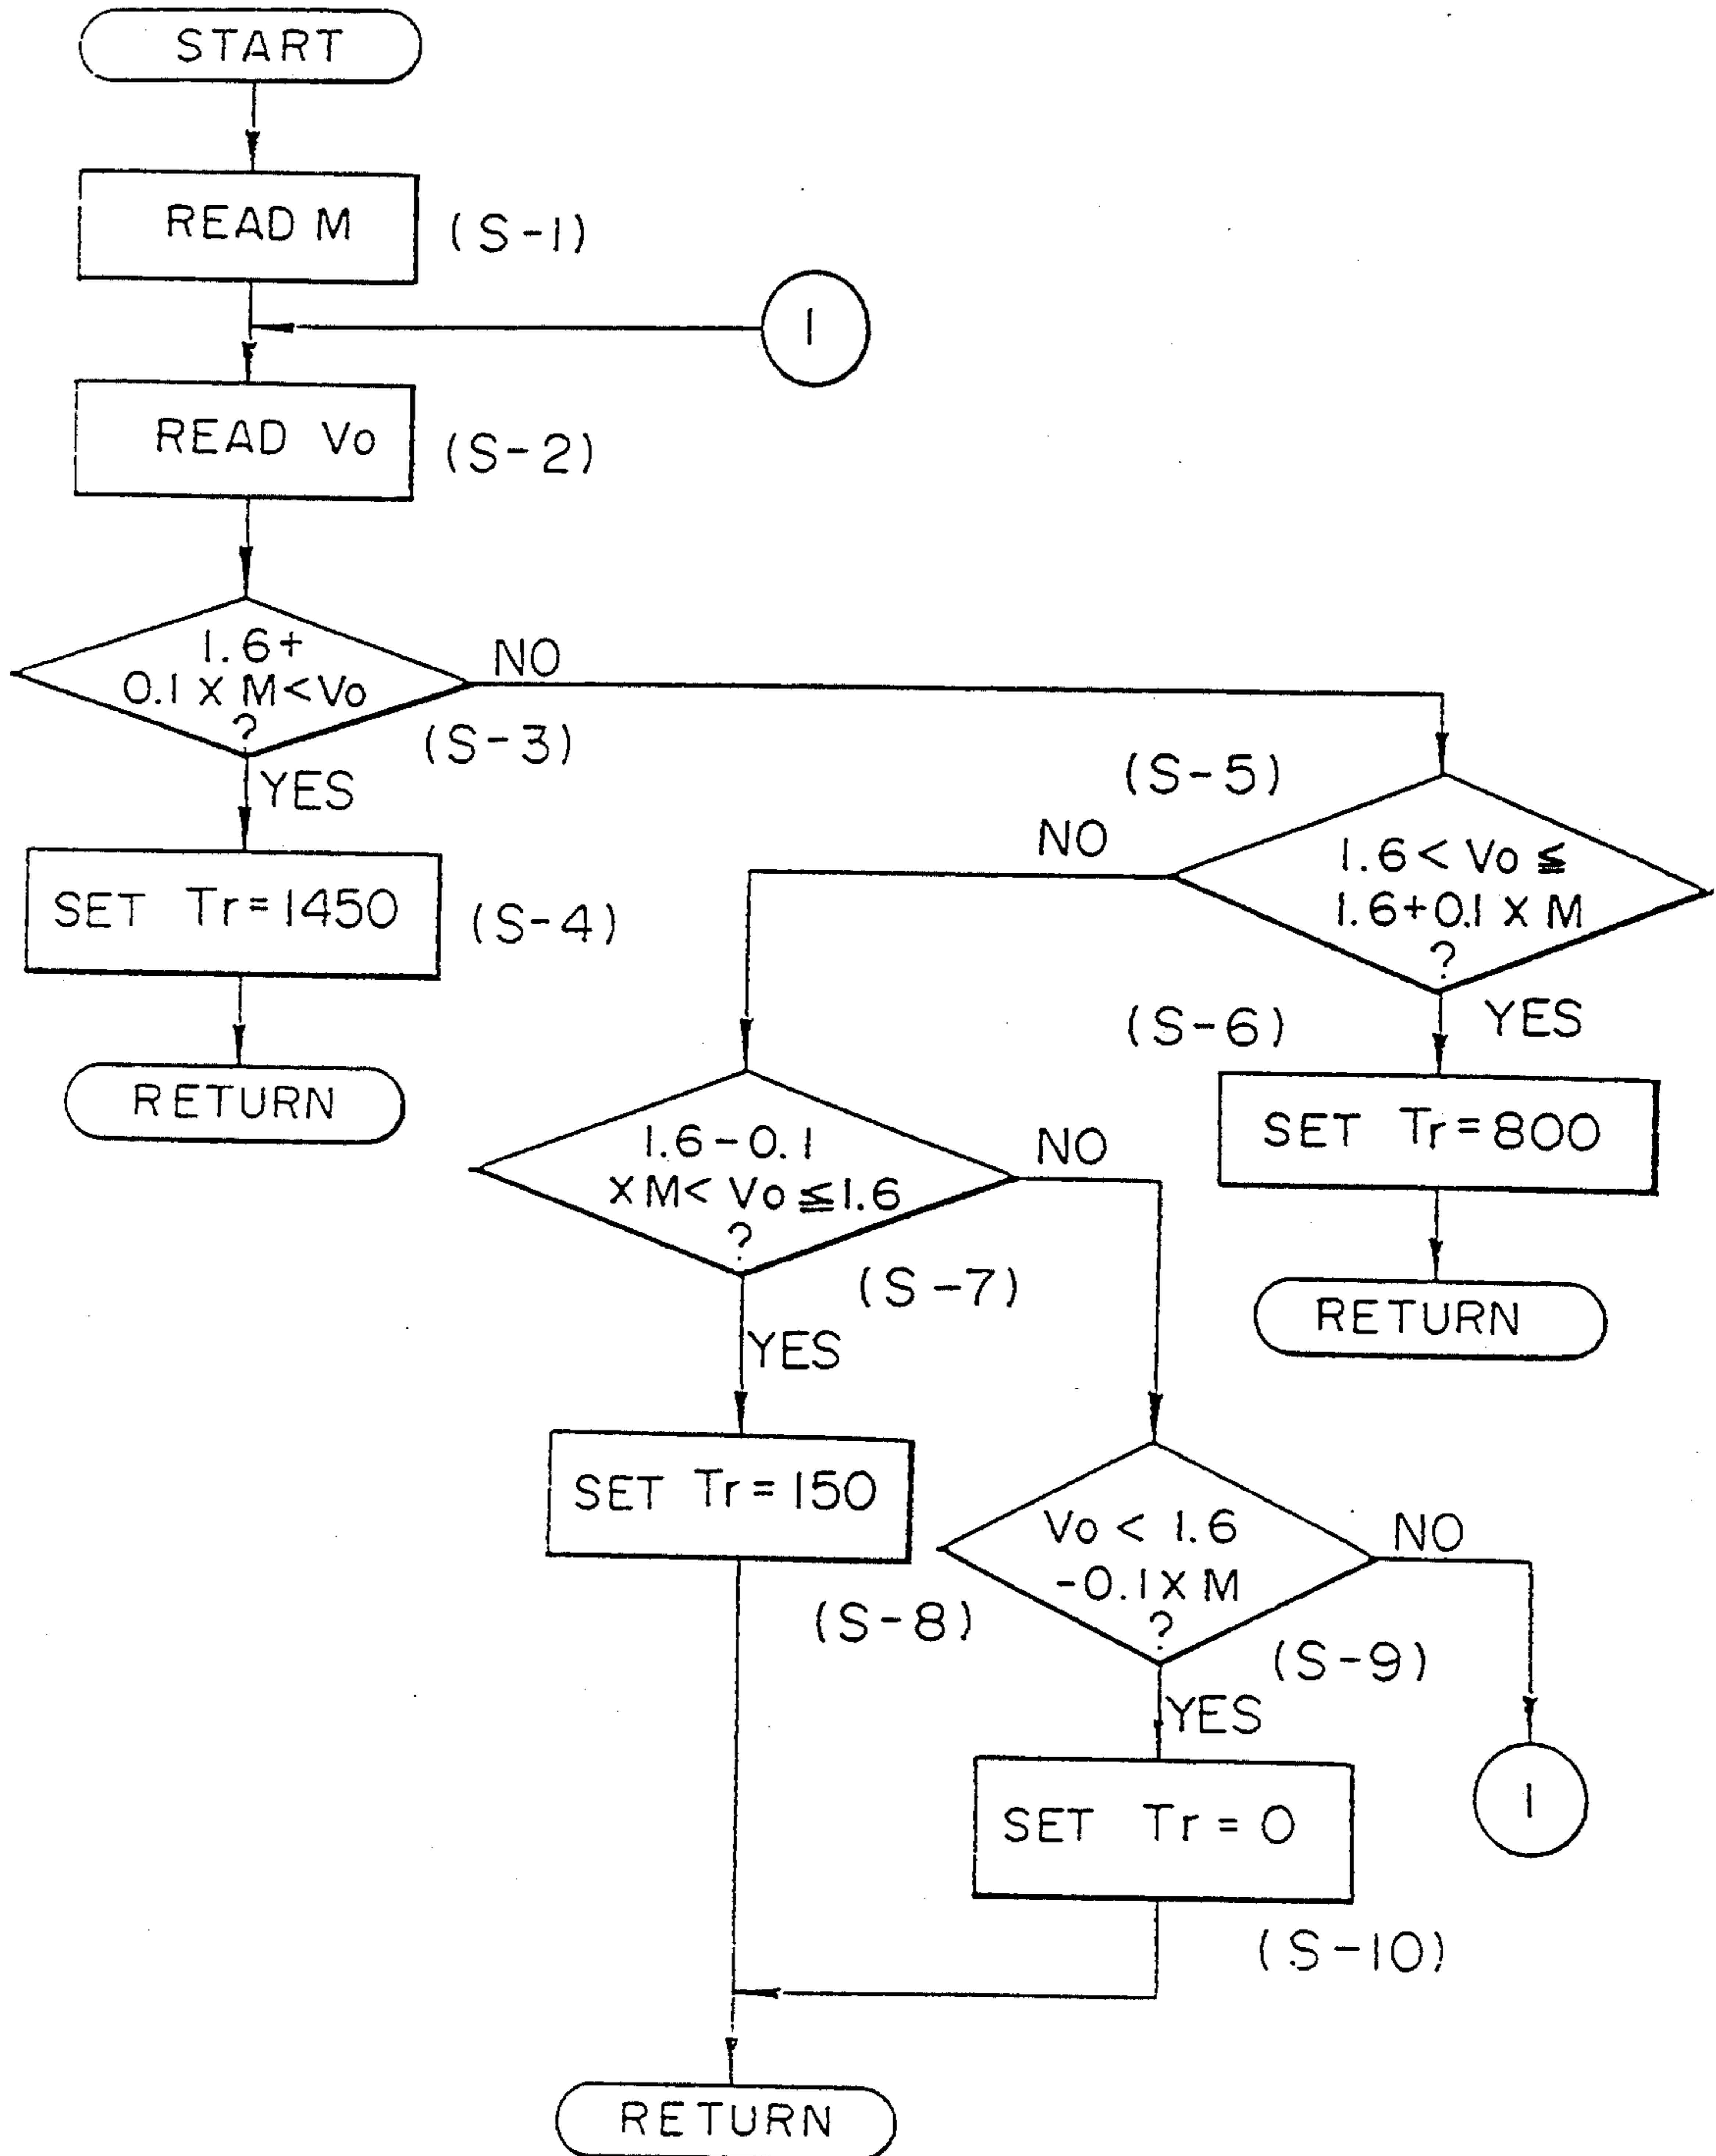 START
READ M
(S-1)
1
READ Vo
(S-2)
1.6+
0.1 x M<Vo
?
NO
(S-3)
YES
SET Tr=1450
(S-4)
RETURN
(S-5)
NO
1.6 < Vo ≦
1.6+0.1 x M
?
YES
(S-6)
SET Tr=800
RETURN
1.6-0.1
x M< Vo ≦1.6
?
NO
(S-7)
YES
SET Tr=150
(S-8)
Vo < 1.6
-0.1 x M
?
NO
(S-9)
YES
1
SET Tr = 0
(S-10)
RETURN